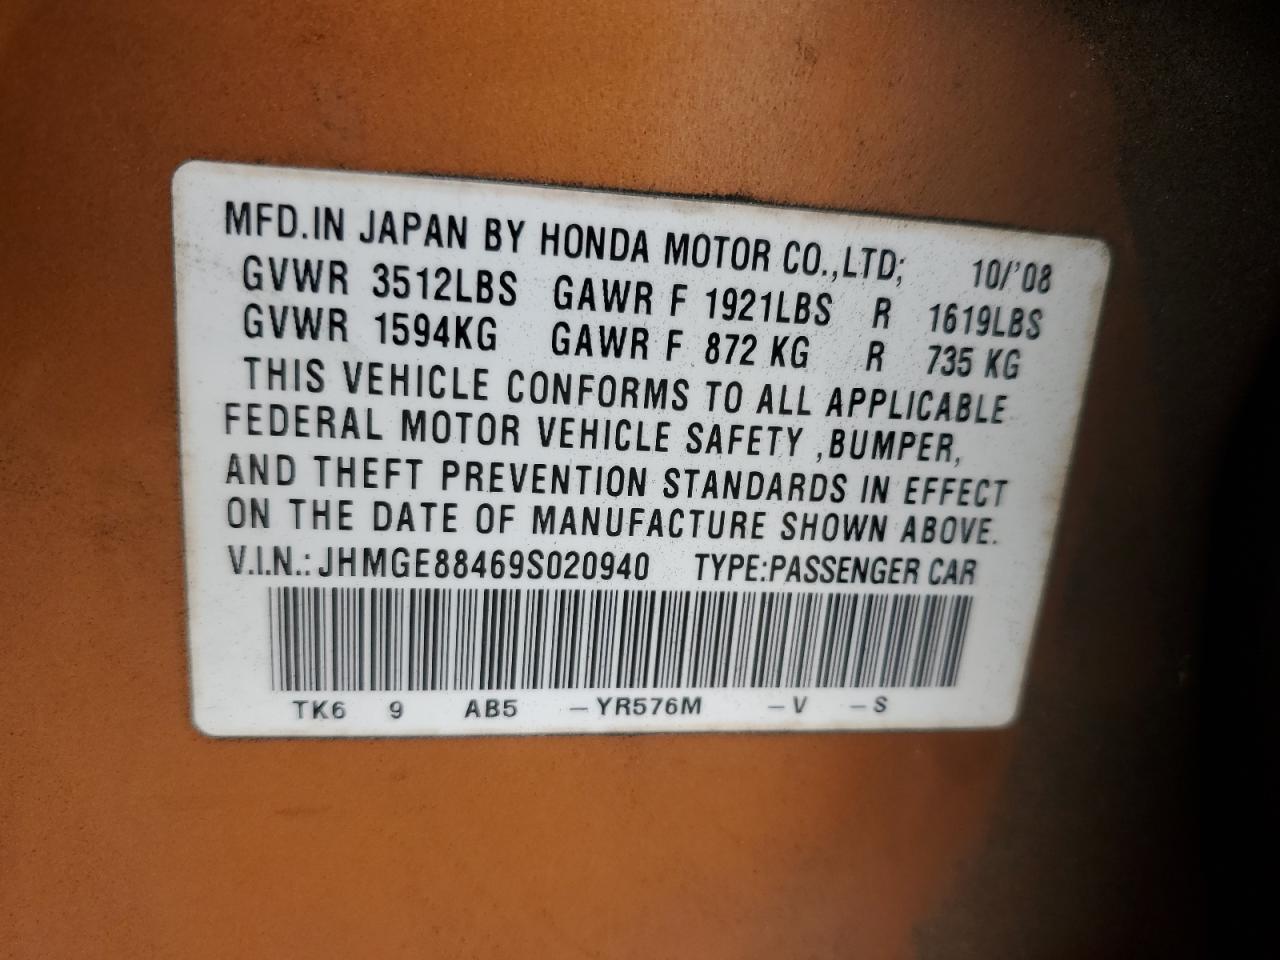 MFD.IN JAPAN BY HONDA MOTOR CO.,LTD; 10/'08
GVWR 3512LBS GAWR F 1921LBS R 1619LBS
GVWR 1594KG GAWR F 872 KG R 735 KG
THIS VEHICLE CONFORMS TO ALL APPLICABLE
FEDERAL MOTOR VEHICLE SAFETY ,BUMPER,
AND THEFT PREVENTION STANDARDS IN EFFECT
ON THE DATE OF MANUFACTURE SHOWN ABOVE.
V.I.N.: JHMGE88469S020940 TYPE:PASSENGER CAR
TK6 9 AB5 –YR576M –V –S